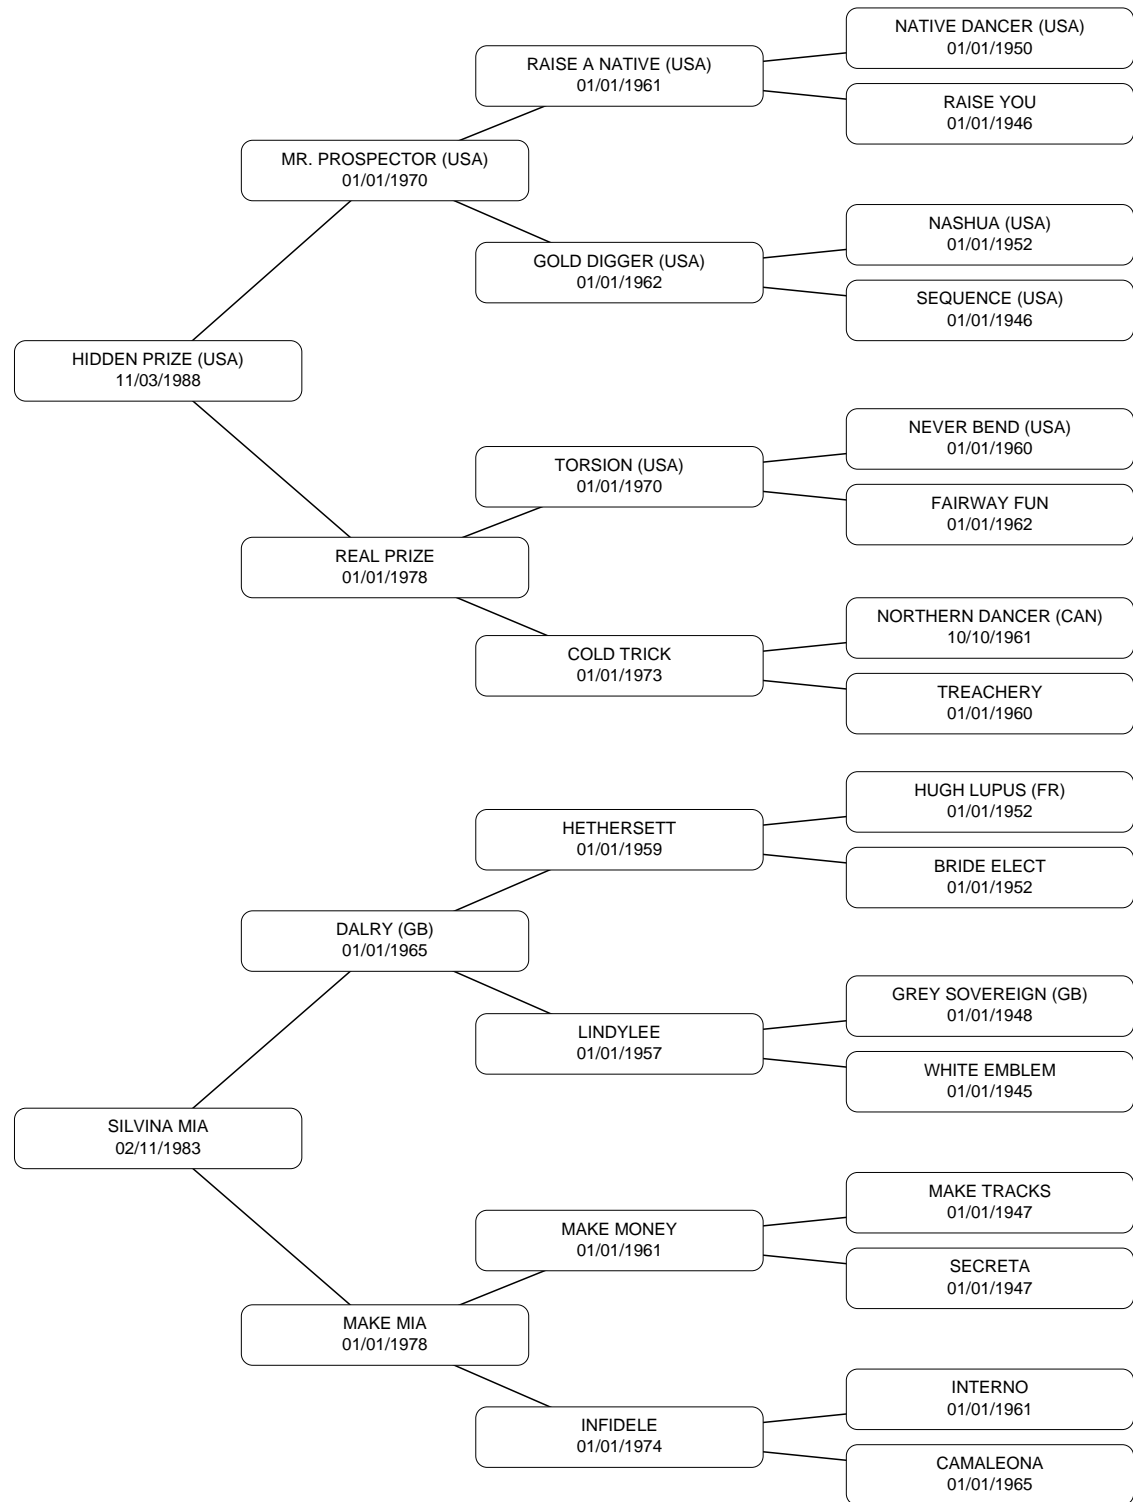 NATIVE DANCER (USA)
01/01/1950
RAISE A NATIVE (USA)
01/01/1961
RAISE YOU
01/01/1946
MR. PROSPECTOR (USA)
01/01/1970
NASHUA (USA)
01/01/1952
GOLD DIGGER (USA)
01/01/1962
SEQUENCE (USA)
01/01/1946
HIDDEN PRIZE (USA)
11/03/1988
NEVER BEND (USA)
01/01/1960
TORSION (USA)
01/01/1970
FAIRWAY FUN
01/01/1962
REAL PRIZE
01/01/1978
NORTHERN DANCER (CAN)
10/10/1961
COLD TRICK
01/01/1973
TREACHERY
01/01/1960
HUGH LUPUS (FR)
01/01/1952
HETHERSETT
01/01/1959
BRIDE ELECT
01/01/1952
DALRY (GB)
01/01/1965
GREY SOVEREIGN (GB)
01/01/1948
LINDYLEE
01/01/1957
WHITE EMBLEM
01/01/1945
SILVINA MIA
02/11/1983
MAKE TRACKS
01/01/1947
MAKE MONEY
01/01/1961
SECRETA
01/01/1947
MAKE MIA
01/01/1978
INTERNO
01/01/1961
INFIDELE
01/01/1974
CAMALEONA
01/01/1965